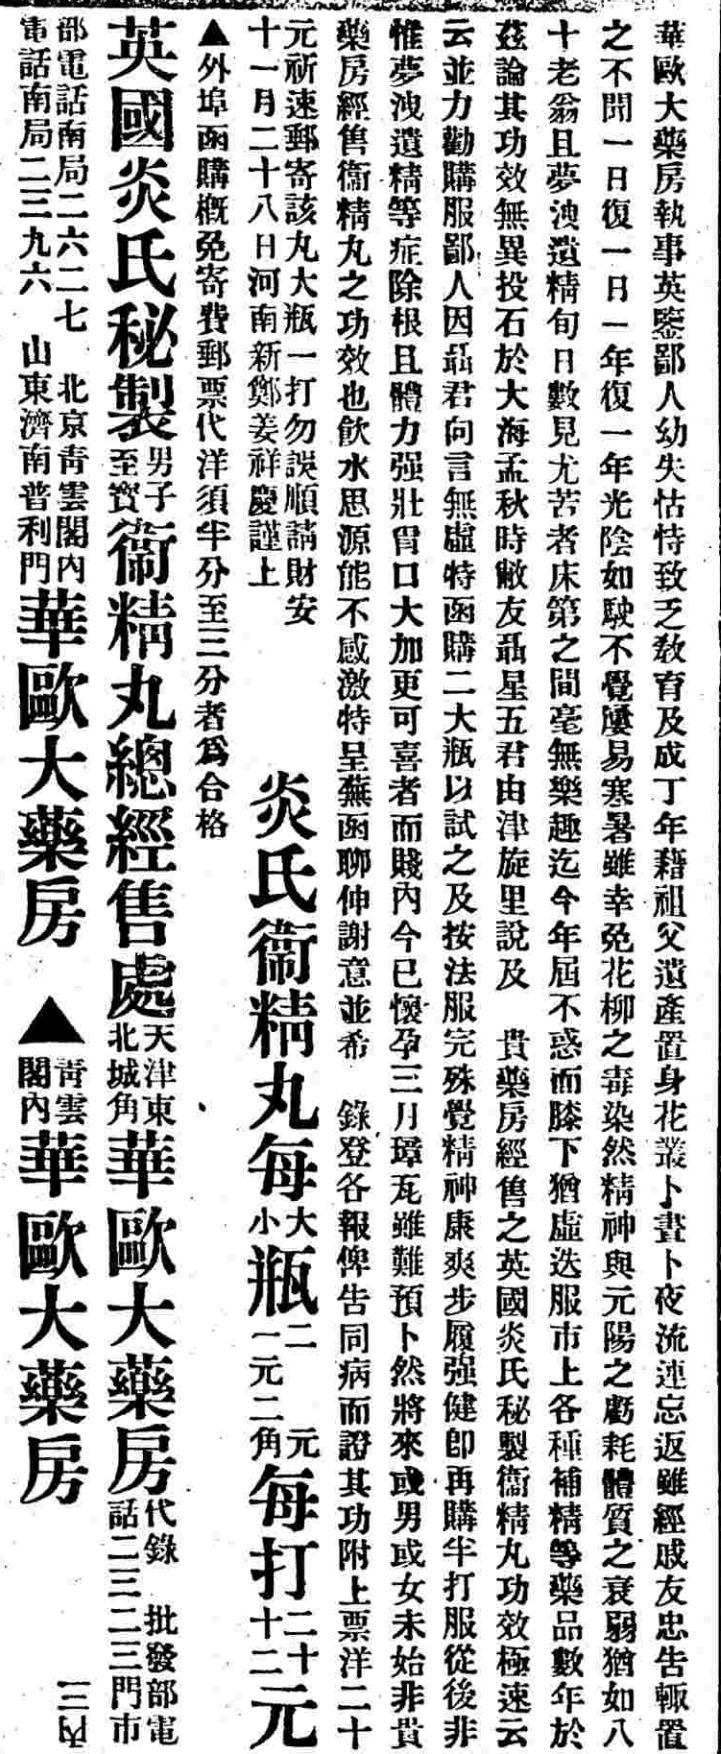 華歐大藥房執事英鑒鄙人幼失怙恃致乏敎育及成丁年藉祖父遺產置身花叢卜晝卜夜流連忘返雖經戚友忠告輙置
之不聞一日復一日一年復一年光陰如駛不覺屢易寒暑雖幸免花柳之毒染然精神與元陽之虧耗體質之衰弱猶如八
十老翁且夢洩遺精旬日數見尤苦者床第之間毫無樂趣迄今年屆不惑而膝下猶虛迭服市上各種補精等藥品數年於
茲論其功效無異投石於大海孟秋時敝友聶星五君由津旋里說及 貴藥房經售之英國炎氏秘製衞精丸功效極速云
云並力勸購服鄙人因聶君向言無虛特函購二大瓶以試之及按法服完殊覺精神康爽步履强健卽再購半打服從後非
惟夢洩遺精等症除根且體力强壯胃口大加更可喜者而賤內今已懷孕三月璋瓦雖難預卜然將來或男或女未始非貴
藥房經售衞精丸之功效也飲水思源能不感激特呈蕪函聊伸謝意並希 錄登各報俾告同病而證其功附上票洋二十
元祈速郵寄該丸大瓶一打勿誤順請財安
十一月二十八日河南新鄭姜祥慶謹上
炎氏衞精丸每大小瓶二元一元二角每打二十十二元
▲外埠函購槪免寄費郵票代洋須半分至三分者爲合格
英國炎氏秘製男子至寶衞精丸總經售處天津東北城角華歐大藥房代錄 批發部電話二三二三門市
部電話南局二六二七 北京靑雲閣內
電話南局二三九六 山東濟南普利門
華歐大藥房▲靑雲閣內華歐大藥房
三內